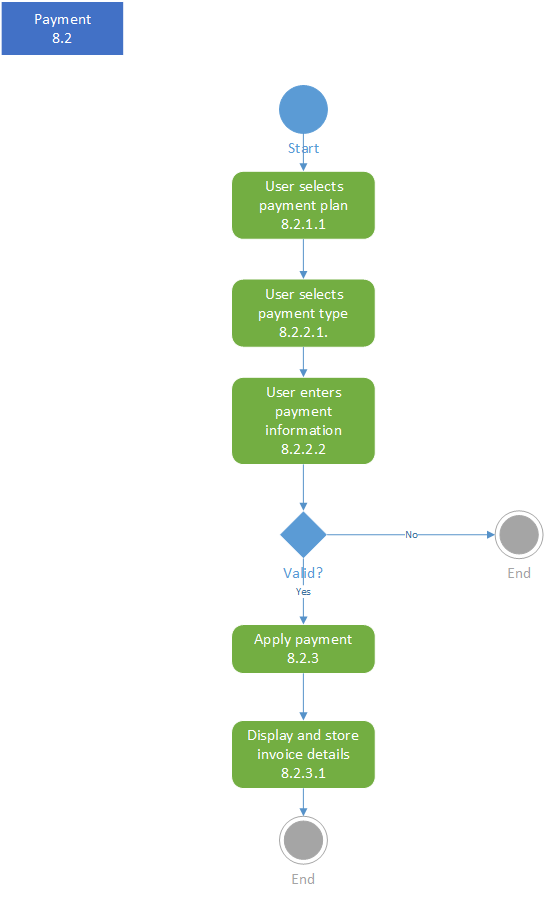 Payment
8.2
Start
User selects
payment plan
8.2.1.1
User selects
payment type
8.2.2.1.
User enters
payment
information
8.2.2.2
No
End
Valid?
Yes
Apply payment
8.2.3
Display and store
invoice details
8.2.3.1
End